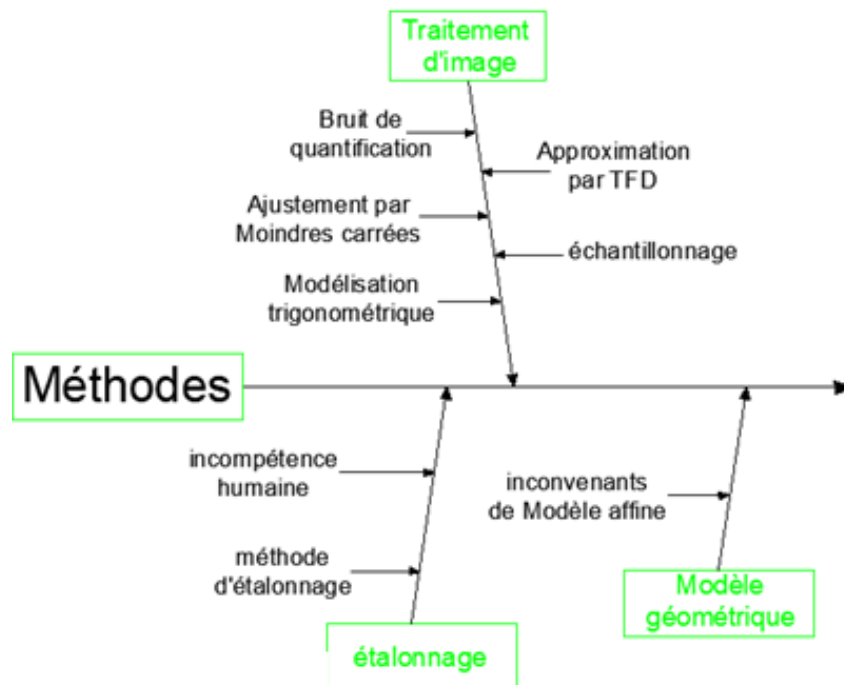 Traitement
d'image
Bruit de
quantification
Approximation
par TFD
Ajustement par
Moindres carrées
échantillonnage
Modélisation
trigonométrique
Méthodes
incompétence
humaine
inconvenants
de Modèle affine
méthode
d'étalonnage
Modèle
géométrique
étalonnage